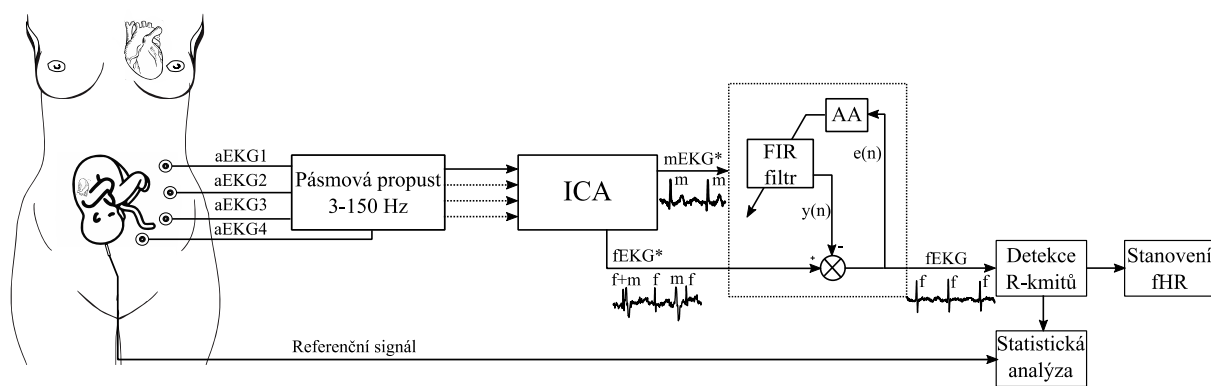 aEKG1
aEKG2
aEKG3
aEKG4
Pásmová propust
3-150 Hz
ICA
mEKG*
m m
fEKG*
f+m f m f
FIR
filtr
AA
e(n)
y(n)
-
+
fEKG
f f f
Detekce
R-kmitů
Stanovení
fHR
Referenční signál
Statistická
analýza